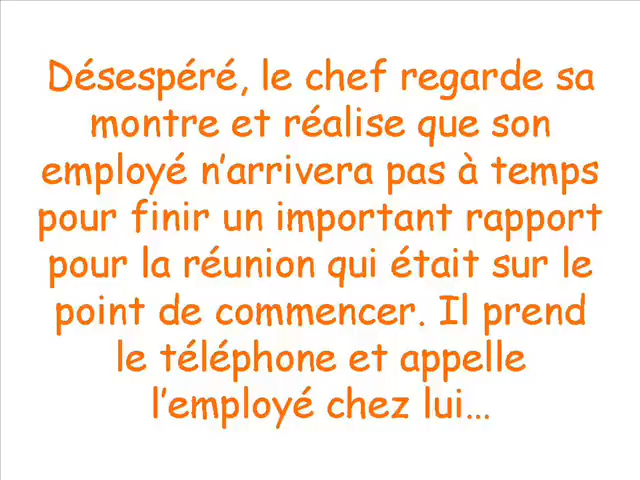 Désespéré, le chef regarde sa
montre et réalise que son
employé n’arrivera pas à temps
pour finir un important rapport
pour la réunion qui était sur le
point de commencer. Il prend
le téléphone et appelle
l’employé chez lui...